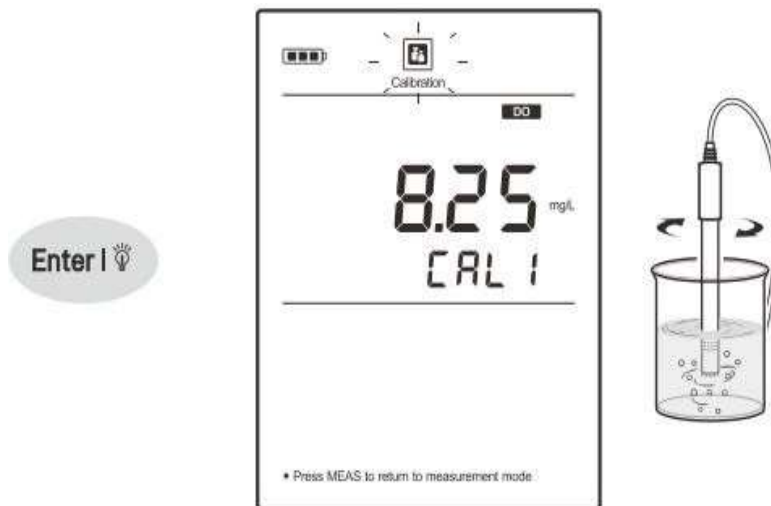 Calibration
DO
8.25 mg/L
CAL 1
Enter |
• Press MEAS to return to measurement mode